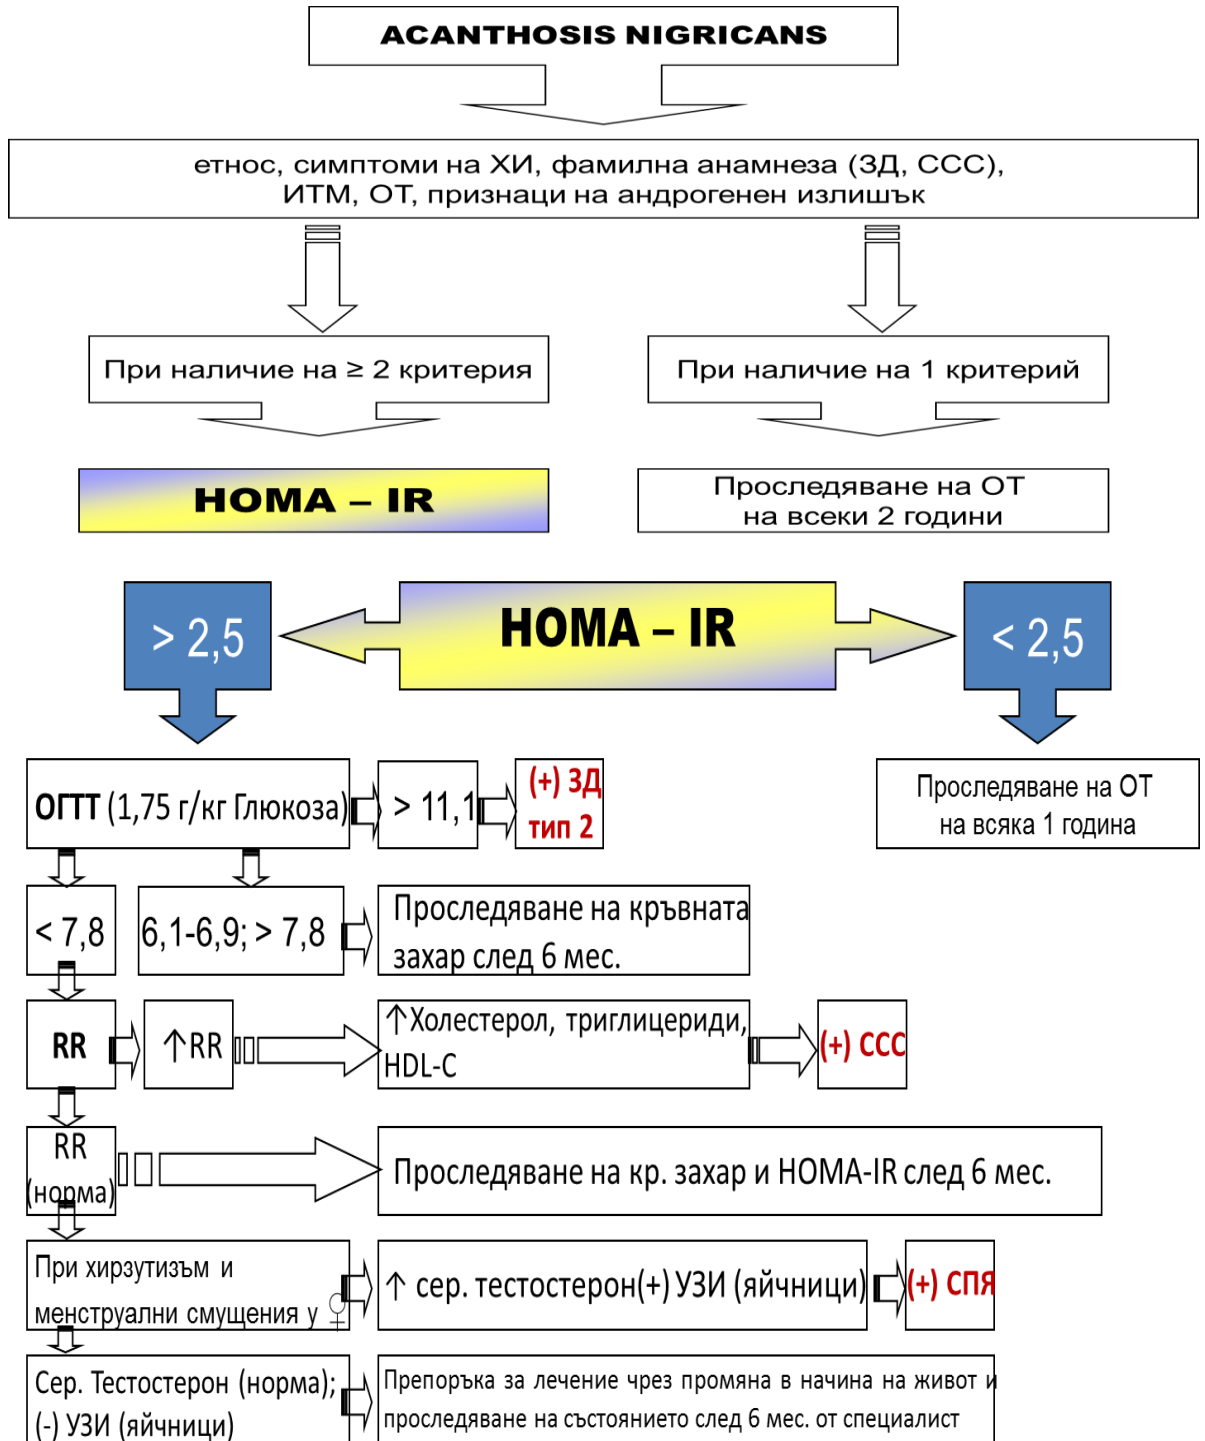 ACANTHOSIS NIGRICANS
етнос, симптоми на ХИ, фамилна анамнеза (ЗД, ССС),
ИТМ, ОТ, признаци на андрогенен излишък
При наличие на ≥ 2 критерия
При наличие на 1 критерий
HOMA – IR
Проследяване на ОТ
на всеки 2 години
> 2,5
HOMA – IR
< 2,5
ОГТТ (1,75 г/кг Глюкоза)
> 11,1
(+) ЗД
тип 2
Проследяване на ОТ
на всяка 1 година
< 7,8
6,1-6,9; > 7,8
Проследяване на кръвната
захар след 6 мес.
RR
↑RR
↑Холестерол, триглицериди,
HDL-C
(+) ССС
RR
(норма)
Проследяване на кр. захар и HOMA-IR след 6 мес.
При хирзутизъм и
менструални смущения у ♀
↑ сер. тестостерон(+) УЗИ (яйчници)
(+) СПЯ
Сер. Тестостерон (норма);
(-) УЗИ (яйчници)
Препоръка за лечение чрез промяна в начина на живот и
проследяване на състоянието след 6 мес. от специалист